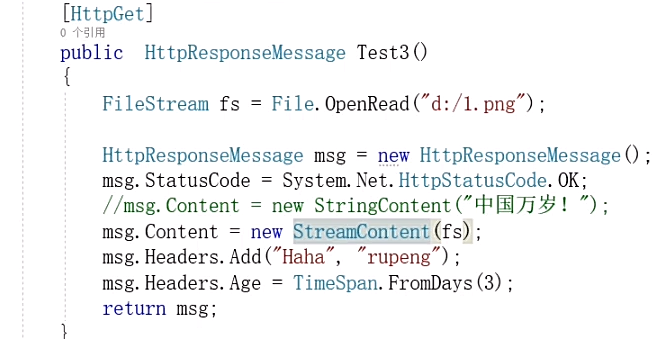 [HttpGet]
0 个引用
public HttpResponseMessage Test3()
{
FileStream fs = File.OpenRead("d:/1.png");
HttpResponseMessage msg = new HttpResponseMessage();
msg.StatusCode = System.Net.HttpStatusCode.OK;
//msg.Content = new StringContent("中国万岁！");
msg.Content = new StreamContent(fs);
msg.Headers.Add("Haha", "rupeng");
msg.Headers.Age = TimeSpan.FromDays(3);
return msg;
}